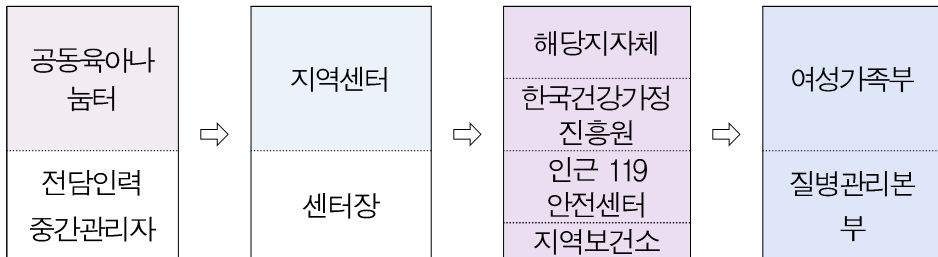 공동육아나
눔터
전담인력
중간관리자
⇨
지역센터
센터장
⇨
해당지자체
한국건강가정
진흥원
인근 119
안전센터
지역보건소
⇨
여성가족부
질병관리본
부